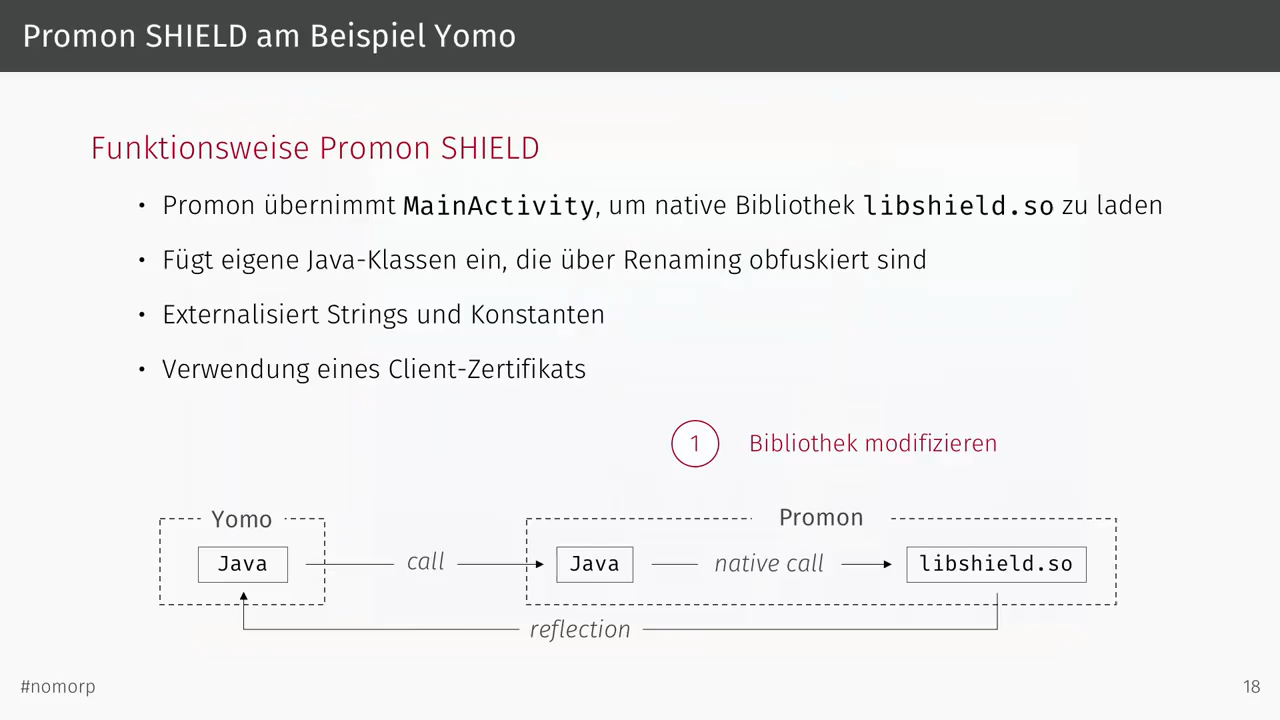 Promon SHIELD am Beispiel Yomo
Funktionsweise Promon SHIELD
• Promon übernimmt MainActivity, um native Bibliothek libshield.so zu laden
• Fügt eigene Java-Klassen ein, die über Renaming obfuskiert sind
• Externalisiert Strings und Konstanten
• Verwendung eines Client-Zertifikats
1 Bibliothek modifizieren
Yomo
Promon
Java
call
Java
native call
libshield.so
reflection
#nomorp
18